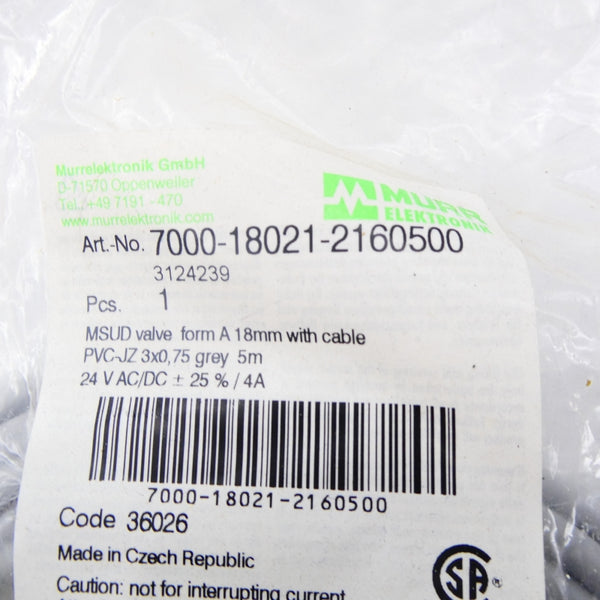 Murrelektronik GmbH
D-71570 Oppenweiler
Tel.: +49 7191 - 470
www.murrelektronik.com
MURR
ELEKTRONIK
Art.-No. 7000-18021-2160500
3124239
Pcs. 1
MSUD valve form A 18mm with cable
PVC-JZ 3x0,75 grey 5m
24 V AC/DC ± 25 % / 4A
7000-18021-2160500
Code 36026
Made in Czech Republic
Caution: not for interrupting current
SA